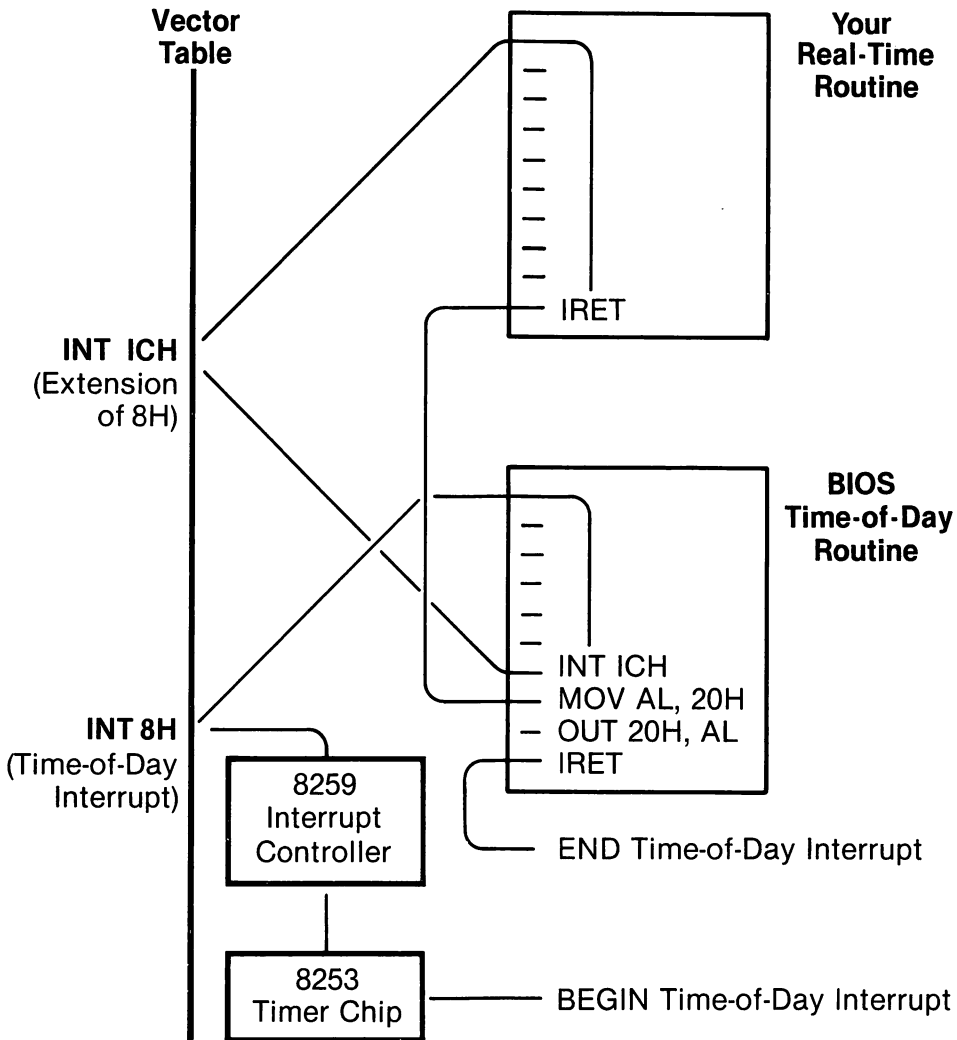 Vector
Table
Your
Real-Time
Routine
IRET
INT ICH
(Extension
of 8H)
BIOS
Time-of-Day
Routine
INT ICH
MOV AL, 20H
OUT 20H, AL
IRET
INT 8H
(Time-of-Day
Interrupt)
8259
Interrupt
Controller
END Time-of-Day Interrupt
8253
Timer Chip
BEGIN Time-of-Day Interrupt